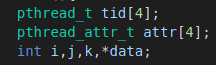 pthread_t tid[4];
pthread_attr_t attr[4];
int i,j,k,*data;